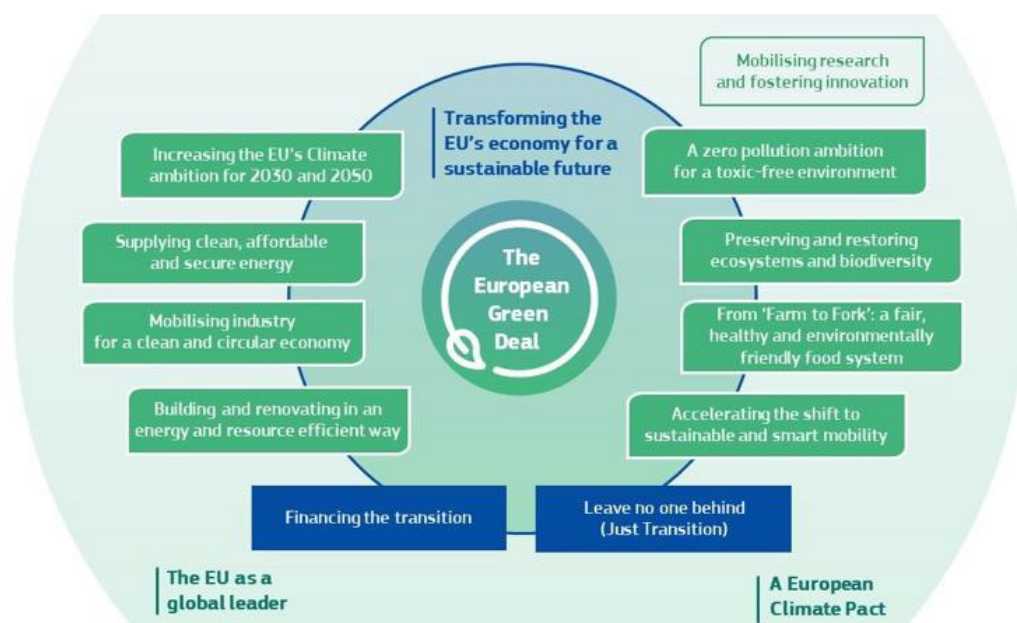 Mobilising research
and fostering innovation
Transforming the
EU's economy for a
sustainable future
Increasing the EU's Climate
ambition for 2030 and 2050
A zero pollution ambition
for a toxic-free environment
Supplying clean, affordable
and secure energy
The
European
Green
Deal
Preserving and restoring
ecosystems and biodiversity
Mobilising industry
for a clean and circular economy
From 'Farm to Fork': a fair,
healthy and environmentally
friendly food system
Building and renovating in an
energy and resource efficient way
Accelerating the shift to
sustainable and smart mobility
Financing the transition
Leave no one behind
(Just Transition)
The EU as a
global leader
A European
Climate Pact